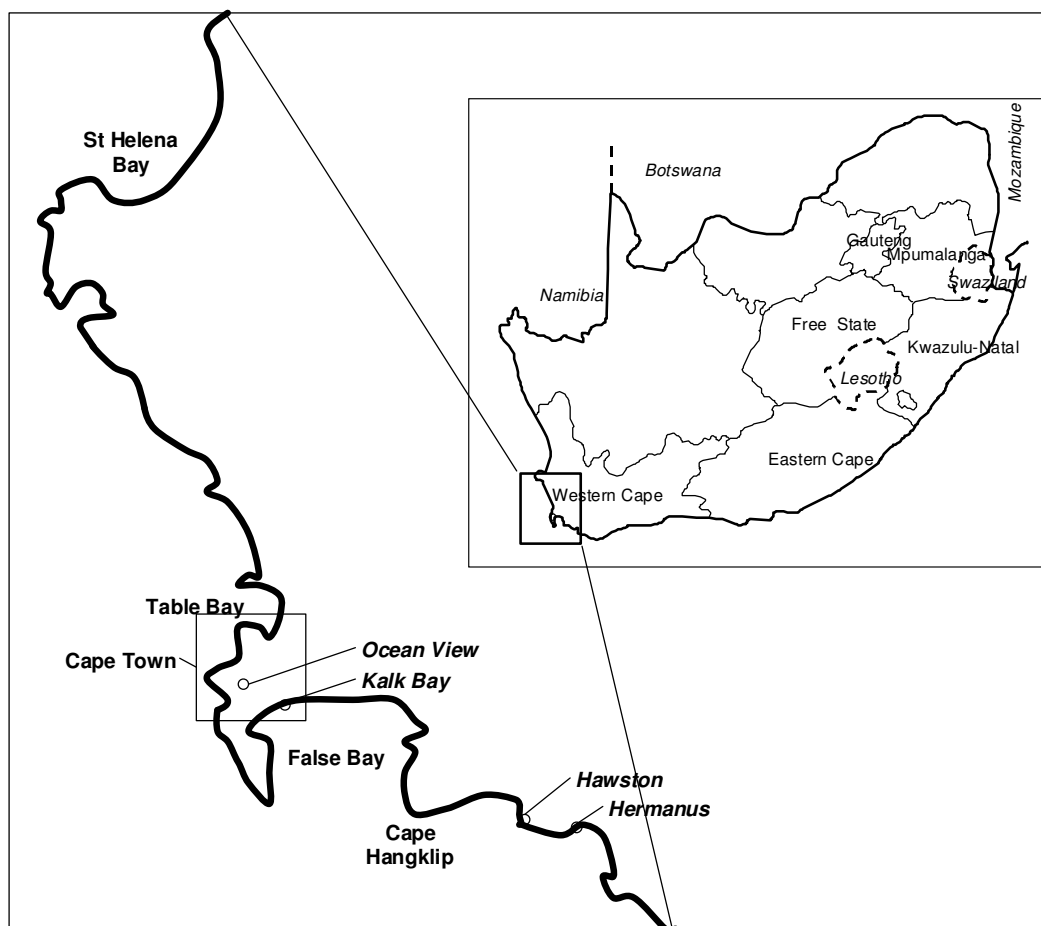 St Helena
Bay
Table Bay
Cape Town
Ocean View
Kalk Bay
False Bay
Hawston
Hermanus
Cape
Hangklip
Mozambique
Botswana
Gauteng
Mpumalanga
Swaziland
Namibia
Free State
Kwazulu-Natal
Lesotho
Eastern Cape
Western Cape